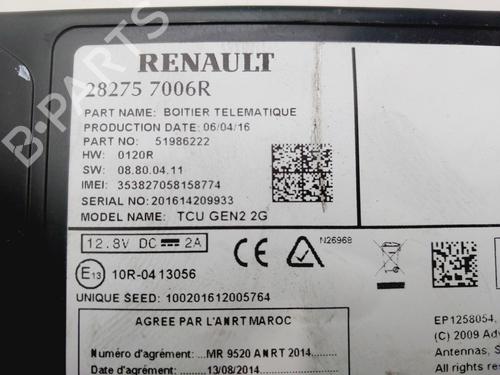 RENAULT
28275 7006R
PART NAME: BOITIER TELEMATIQUE
PRODUCTION DATE: 06/04/16
PART NO: 51986222
HW: 0120R
SW: 08.80.04.11
IMEI: 353827058158774
SERIAL NO: 201614209933
MODEL NAME: TCU GEN2 2G
12.8V DC 2A
CE
N26968
E13 10R-04 13056
UNIQUE SEED: 100201612005764
AGREE PAR L'ANRT MAROC
Numéro d'agrément: MR 9520 ANRT 2014
13/08/2014
EP1258054,
(C) 2009 Adv
Antennas, S
B-PARTS